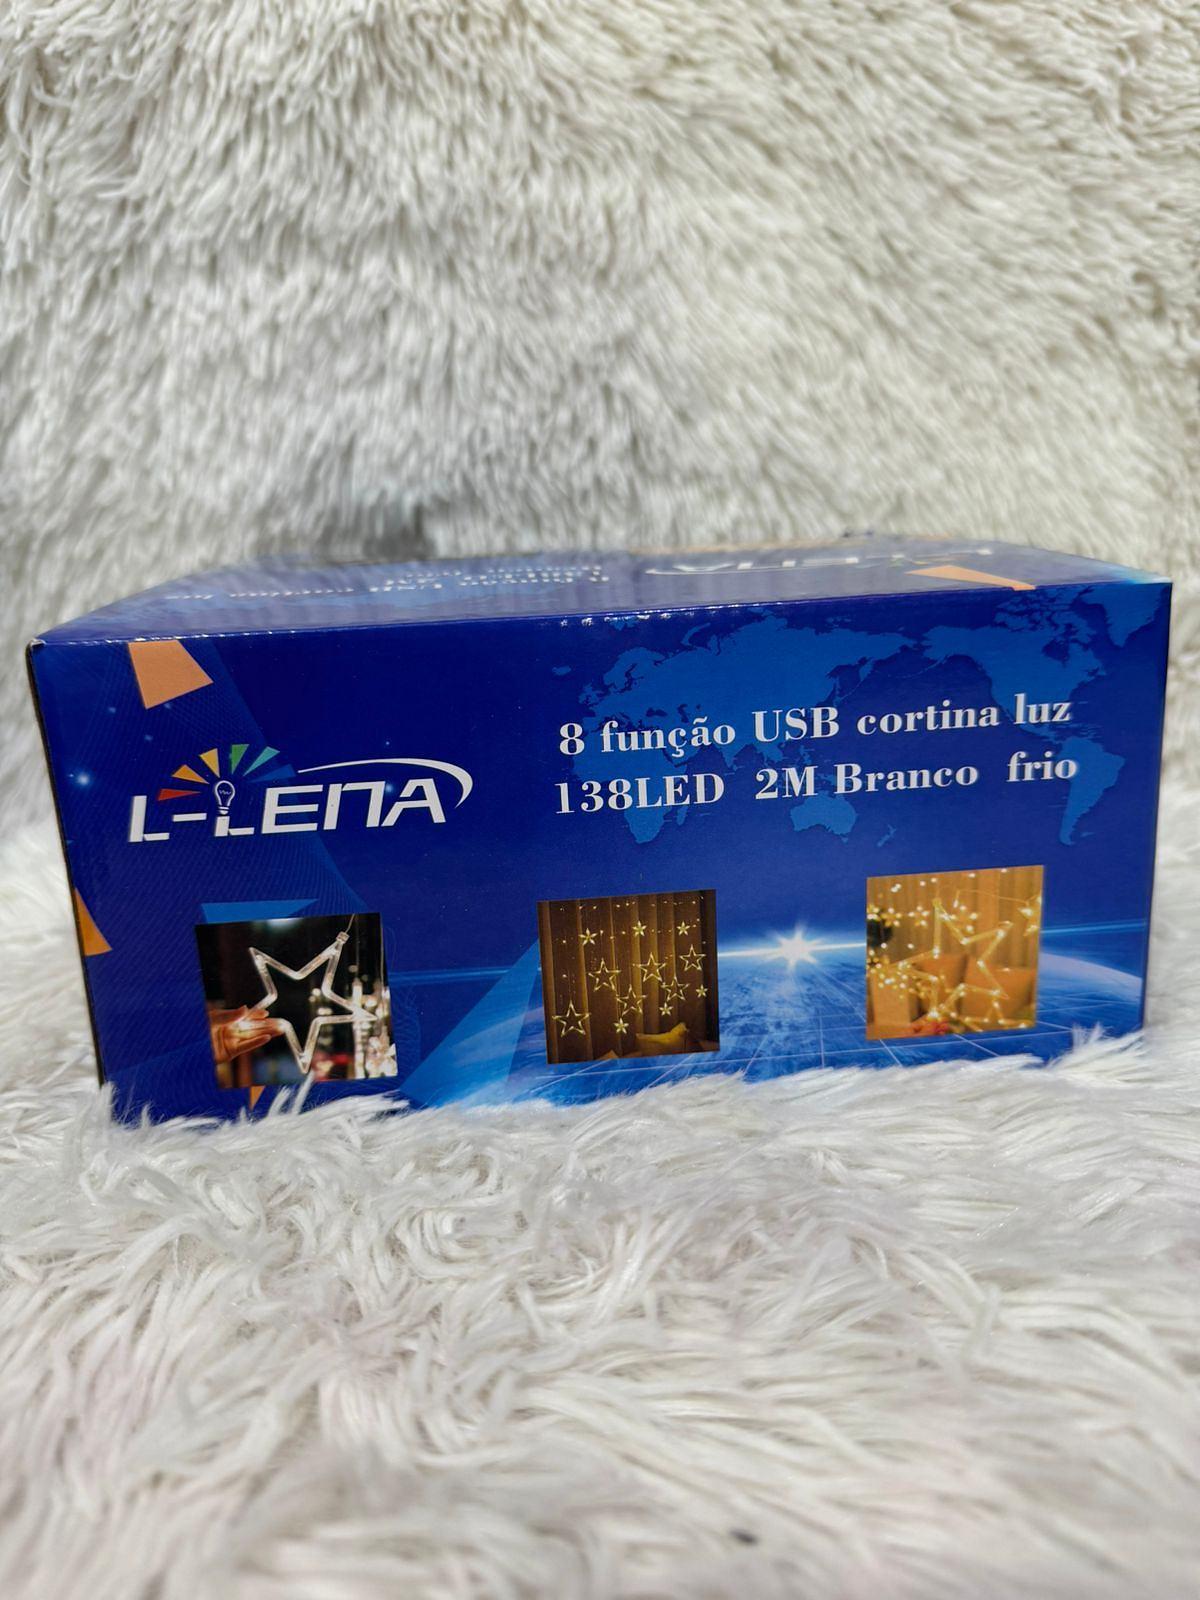 L-LENA
8 função USB cortina luz
138LED 2M Branco frio